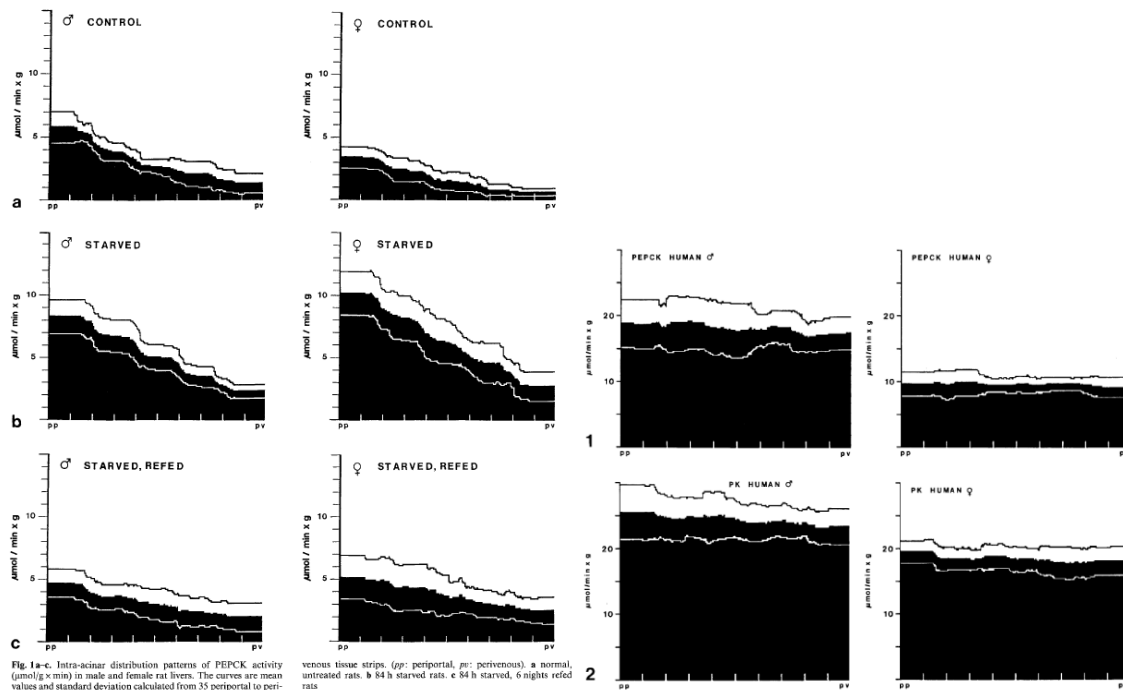 ♂ CONTROL
μmol / min x g
10
5
pp pv
a
♀ CONTROL
10
5
pp pv
♂ STARVED
μmol / min x g
10
5
pp pv
b
♀ STARVED
10
5
pp pv
♂ STARVED, REFED
μmol / min x g
10
5
pp pv
c
♀ STARVED, REFED
10
5
pp pv
Fig. 1a–c. Intra-acinar distribution patterns of PEPCK activity
(μmol/g × min) in male and female rat livers. The curves are mean
values and standard deviation calculated from 35 periportal to peri-
venous tissue strips. (pp: periportal, pv: perivenous). a normal,
untreated rats. b 84 h starved rats. c 84 h starved, 6 nights refed
rats
PEPCK HUMAN ♂
μmol/min x g
20
10
pp pv
1
PEPCK HUMAN ♀
μmol/min x g
20
10
pp
PK HUMAN ♂
μmol/min x g
20
10
pp pv
2
PK HUMAN ♀
μmol/min x g
20
10
pp